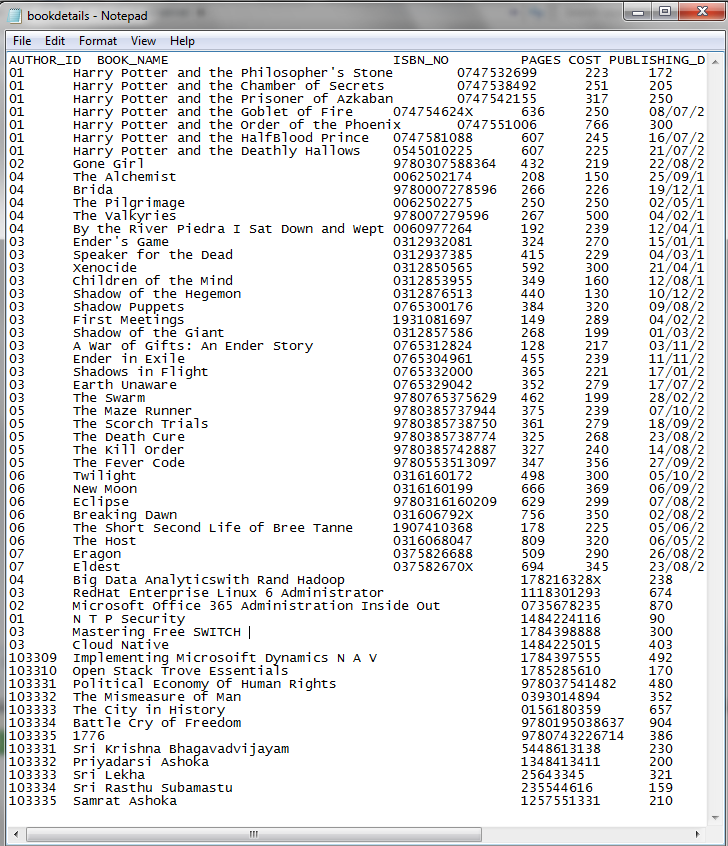 bookdetails - Notepad
File Edit Format View Help
AUTHOR_ID BOOK_NAME ISBN_NO PAGES COST PUBLISHING_D
01 Harry Potter and the Philosopher's Stone 0747532699 223 172
01 Harry Potter and the Chamber of Secrets 0747538492 251 205
01 Harry Potter and the Prisoner of Azkaban 0747542155 317 250
01 Harry Potter and the Goblet of Fire 074754624X 636 250 08/07/2
01 Harry Potter and the Order of the Phoenix 0747551006 766 300
01 Harry Potter and the HalfBlood Prince 0747581088 607 245 16/07/2
01 Harry Potter and the Deathly Hallows 0545010225 607 225 21/07/2
02 Gone Girl 9780307588364 432 219 22/08/2
04 The Alchemist 0062502174 208 150 25/09/1
04 Brida 9780007278596 266 226 19/12/1
04 The Pilgrimage 0062502275 250 250 02/05/1
04 The Valkyries 978007279596 267 500 04/02/1
04 By the River Piedra I Sat Down and Wept 0060977264 192 239 12/04/1
03 Ender's Game 0312932081 324 270 15/01/1
03 Speaker for the Dead 0312937385 415 229 04/03/1
03 Xenocide 0312850565 592 300 21/04/1
03 Children of the Mind 0312853955 349 160 12/08/1
03 Shadow of the Hegemon 0312876513 440 130 10/12/2
03 Shadow Puppets 0765300176 384 320 09/08/2
03 First Meetings 1931081697 149 289 04/02/2
03 Shadow of the Giant 0312857586 268 199 01/03/2
03 A War of Gifts: An Ender Story 0765312824 128 217 03/11/2
03 Ender in Exile 0765304961 455 239 11/11/2
03 Shadows in Flight 0765332000 365 221 17/01/2
03 Earth Unaware 0765329042 352 279 17/07/2
03 The Swarm 9780765375629 462 199 28/02/2
05 The Maze Runner 9780385737944 375 239 07/10/2
05 The Scorch Trials 9780385738750 361 279 18/09/2
05 The Death Cure 9780385738774 325 268 23/08/2
05 The Kill Order 9780385742887 327 240 14/08/2
05 The Fever Code 9780553513097 347 356 27/09/2
06 Twilight 0316160172 498 300 05/10/2
06 New Moon 0316160199 666 369 06/09/2
06 Eclipse 9780316160209 629 299 07/08/2
06 Breaking Dawn 031606792X 756 350 02/08/2
06 The Short Second Life of Bree Tanne 1907410368 178 225 05/06/2
06 The Host 0316068047 809 320 06/05/2
07 Eragon 0375826688 509 290 26/08/2
07 Eldest 037582670X 694 345 23/08/2
04 Big Data Analyticswith Rand Hadoop 178216328X 238
03 RedHat Enterprise Linux 6 Administrator 1118301293 674
02 Microsoft Office 365 Administration Inside Out 0735678235 870
01 N T P Security 1484224116 90
03 Mastering Free SWITCH 1784398888 300
03 Cloud Native 1484225015 403
103309 Implementing Microsoift Dynamics N A V 1784397555 492
103310 Open Stack Trove Essentials 1785285610 170
103331 Political Economy Of Human Rights 978037541482 480
103332 The Mismeasure of Man 0393014894 352
103333 The City in History 0156180359 657
103334 Battle Cry of Freedom 9780195038637 904
103335 1776 9780743226714 386
103331 Sri Krishna Bhagavadvijayam 5448613138 230
103332 Priyadarsi Ashoka 1348413411 200
103333 Sri Lekha 25643345 321
103334 Sri Rasthu Subamastu 235544616 159
103335 Samrat Ashoka 1257551331 210